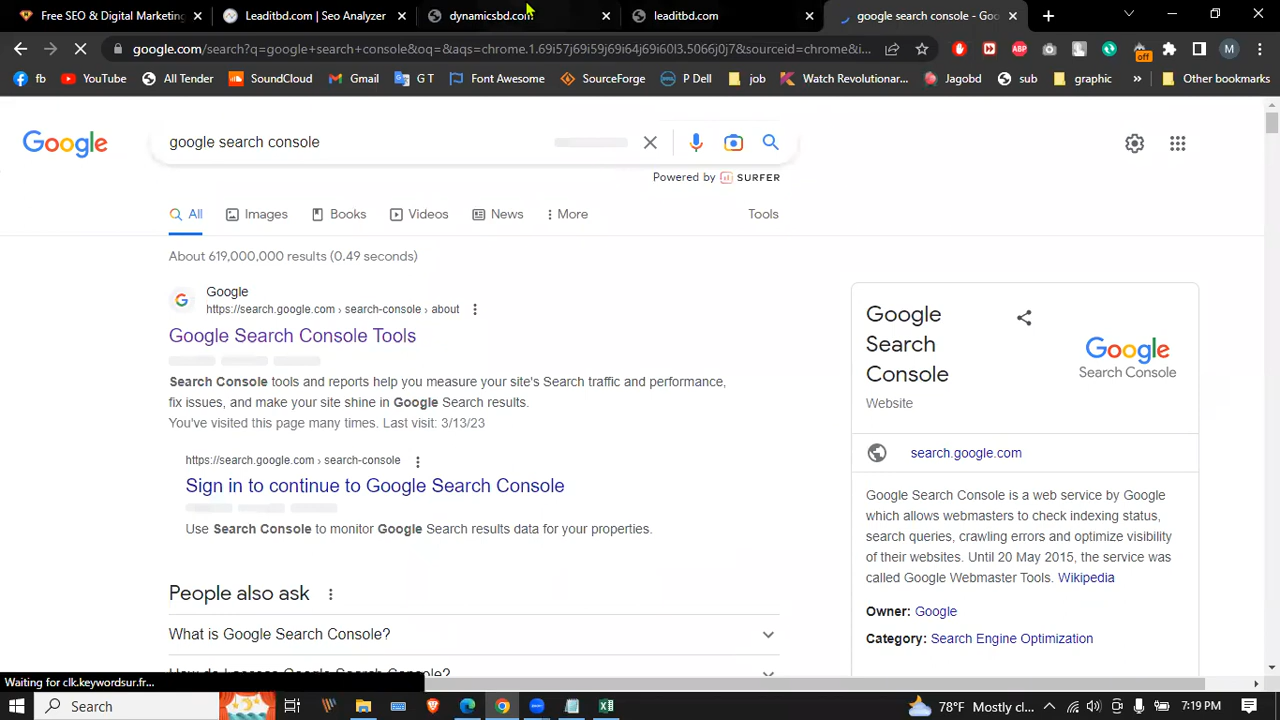 Free SEO & Digital Marketing
Leaditbd.com | Seo Analyzer
dynamicsbd.com
leaditbd.com
google search console - Goo
google.com/search?q=google+search+console&oq=&aqs=chrome.1.69i57j69i59j69i64j69i60l3.5066j0j7&sourceid=chrome&i...
ABP
off
M
fb
YouTube
All Tender
SoundCloud
Gmail
G T
Font Awesome
SourceForge
P Dell
job
Watch Revolutionar...
Jagobd
sub
graphic
»
Other bookmarks
Google
google search console
Powered by SURFER
All
Images
Books
Videos
News
More
Tools
About 619,000,000 results (0.49 seconds)
Google
https://search.google.com › search-console › about
Google Search Console Tools
Search Console tools and reports help you measure your site's Search traffic and performance,
fix issues, and make your site shine in Google Search results.
You've visited this page many times. Last visit: 3/13/23
https://search.google.com › search-console
Sign in to continue to Google Search Console
Use Search Console to monitor Google Search results data for your properties.
People also ask
What is Google Search Console?
How do I access Google Search Console?
Google
Search
Console
Website
Google
Search Console
search.google.com
Google Search Console is a web service by Google
which allows webmasters to check indexing status,
search queries, crawling errors and optimize visibility
of their websites. Until 20 May 2015, the service was
called Google Webmaster Tools. Wikipedia
Owner: Google
Category: Search Engine Optimization
Waiting for clk.keywordsur.fr...
Search
78°F Mostly cl...
7:19 PM